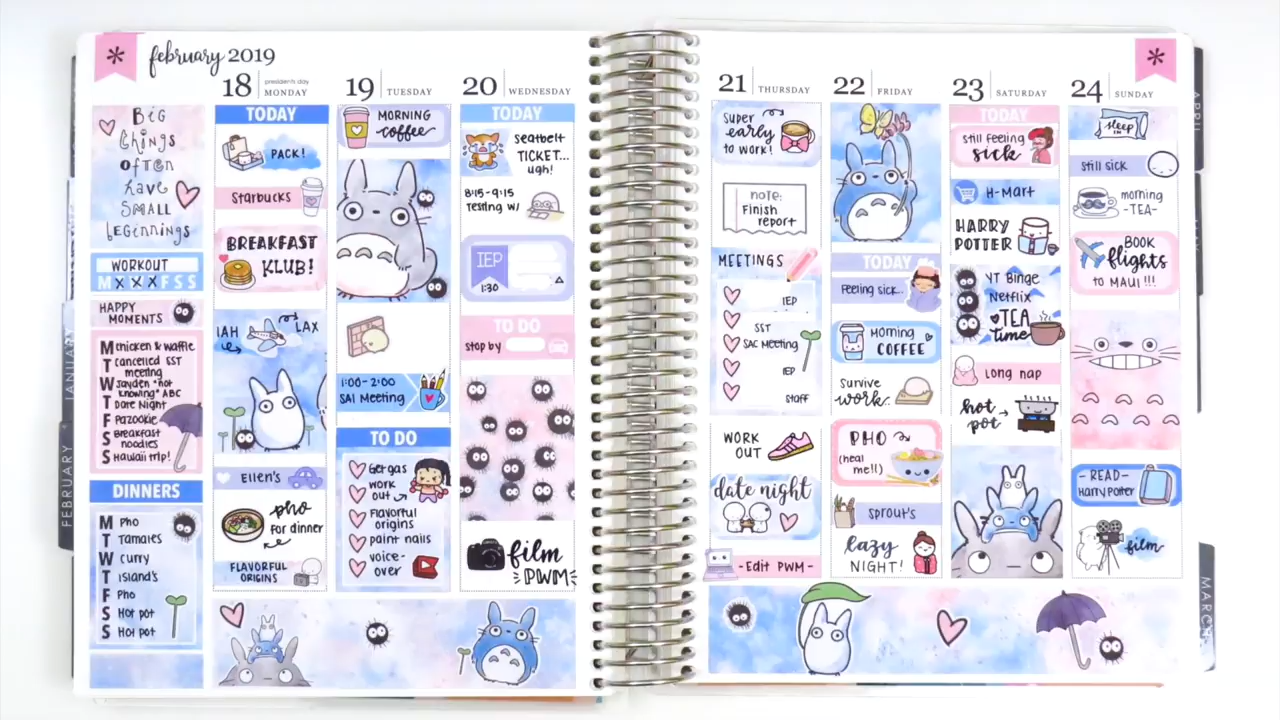 february 2019
BIG
things
often
have
SMALL
beginnings
WORKOUT
M X X X F S S
HAPPY
MOMENTS
M chicken & waffle
T cancelled SST
meeting
W Jayden "not
knowing" ABC
T Date Night
F Pazookie
S Breakfast
noodles
S Hawaii trip!
DINNERS
M Pho
T Tamales
W curry
T island's
F Pho
S Hot pot
S Hot pot
18 presidents day
MONDAY
TODAY
PACK!
Starbucks
BREAKFAST
KLUB!
IAH LAX
Ellen's
pho
for dinner
FLAVORFUL
ORIGINS
19 TUESDAY
MORNING
coffee
1:00-2:00
SAI Meeting
TO DO
Get gas
work
out
Flavorful
origins
paint nails
voice-
over
20 WEDNESDAY
TODAY
seatbelt
TICKET...
ugh!
8:15-9:15
Testing w/
IEP
1:30
TO DO
stop by
film
PWM
21 THURSDAY
Super
early
to work!
note:
Finish
report
MEETINGS
IEP
SST
SAC Meeting
IEP
staff
WORK
OUT
date night
-Edit PWM-
22 FRIDAY
TODAY
Feeling sick..
Morning
COFFEE
Survive
work.
PHO
(heal
me!!)
sprout's
lazy
NIGHT!
23 SATURDAY
TODAY
still feeling
sick
H-Mart
HARRY
POTTER
YT Binge
Netflix
TEA
time
Long nap
hot
pot
24 SUNDAY
sleep
IN
Still sick
morning
-TEA-
BOOK
flights
to MAUI!!!
-READ-
Harry Potter
film
JANUARY
FEBRUARY
MARCH
APRIL